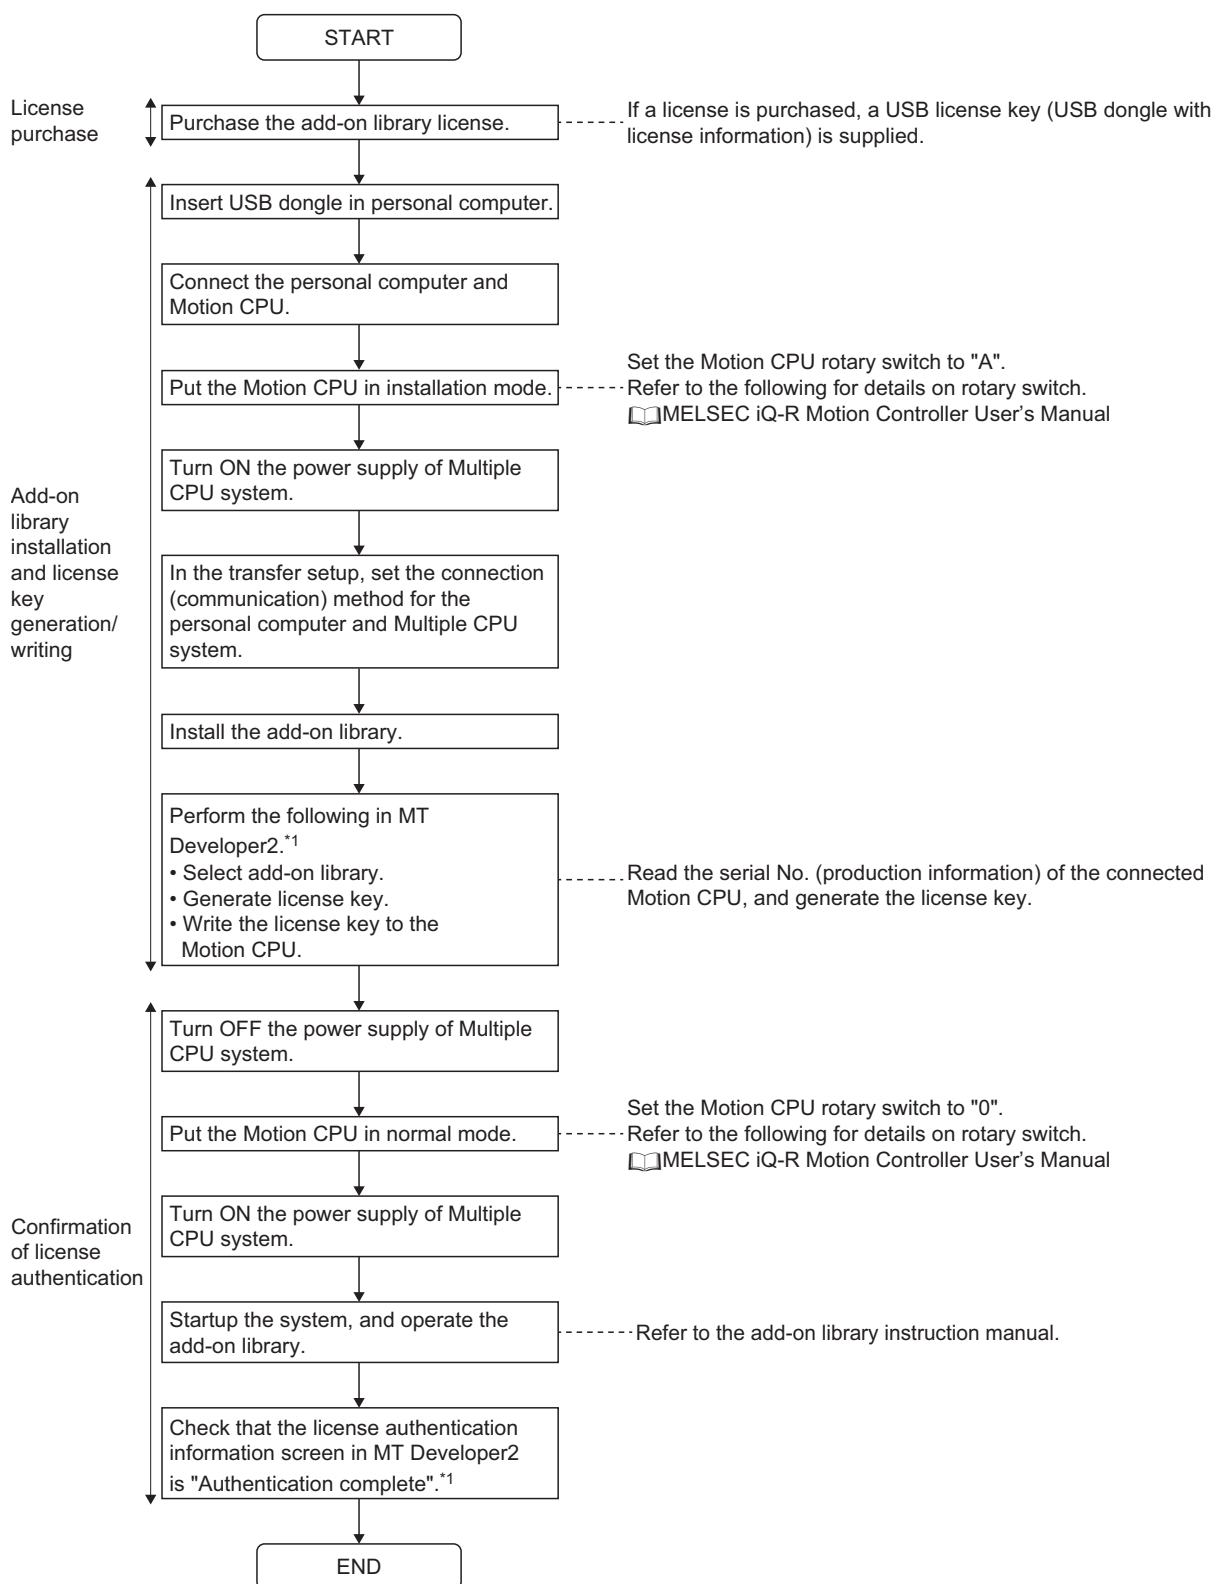 START
License
purchase
Purchase the add-on library license.
If a license is purchased, a USB license key (USB dongle with
license information) is supplied.
Insert USB dongle in personal computer.
Connect the personal computer and
Motion CPU.
Put the Motion CPU in installation mode.
Set the Motion CPU rotary switch to "A".
Refer to the following for details on rotary switch.
MELSEC iQ-R Motion Controller User's Manual
Turn ON the power supply of Multiple
CPU system.
Add-on
library
installation
and license
key
generation/
writing
In the transfer setup, set the connection
(communication) method for the
personal computer and Multiple CPU
system.
Install the add-on library.
Perform the following in MT
Developer2.*1
• Select add-on library.
• Generate license key.
• Write the license key to the
Motion CPU.
Read the serial No. (production information) of the connected
Motion CPU, and generate the license key.
Turn OFF the power supply of Multiple
CPU system.
Put the Motion CPU in normal mode.
Set the Motion CPU rotary switch to "0".
Refer to the following for details on rotary switch.
MELSEC iQ-R Motion Controller User's Manual
Turn ON the power supply of Multiple
CPU system.
Confirmation
of license
authentication
Startup the system, and operate the
add-on library.
Refer to the add-on library instruction manual.
Check that the license authentication
information screen in MT Developer2
is "Authentication complete".*1
END